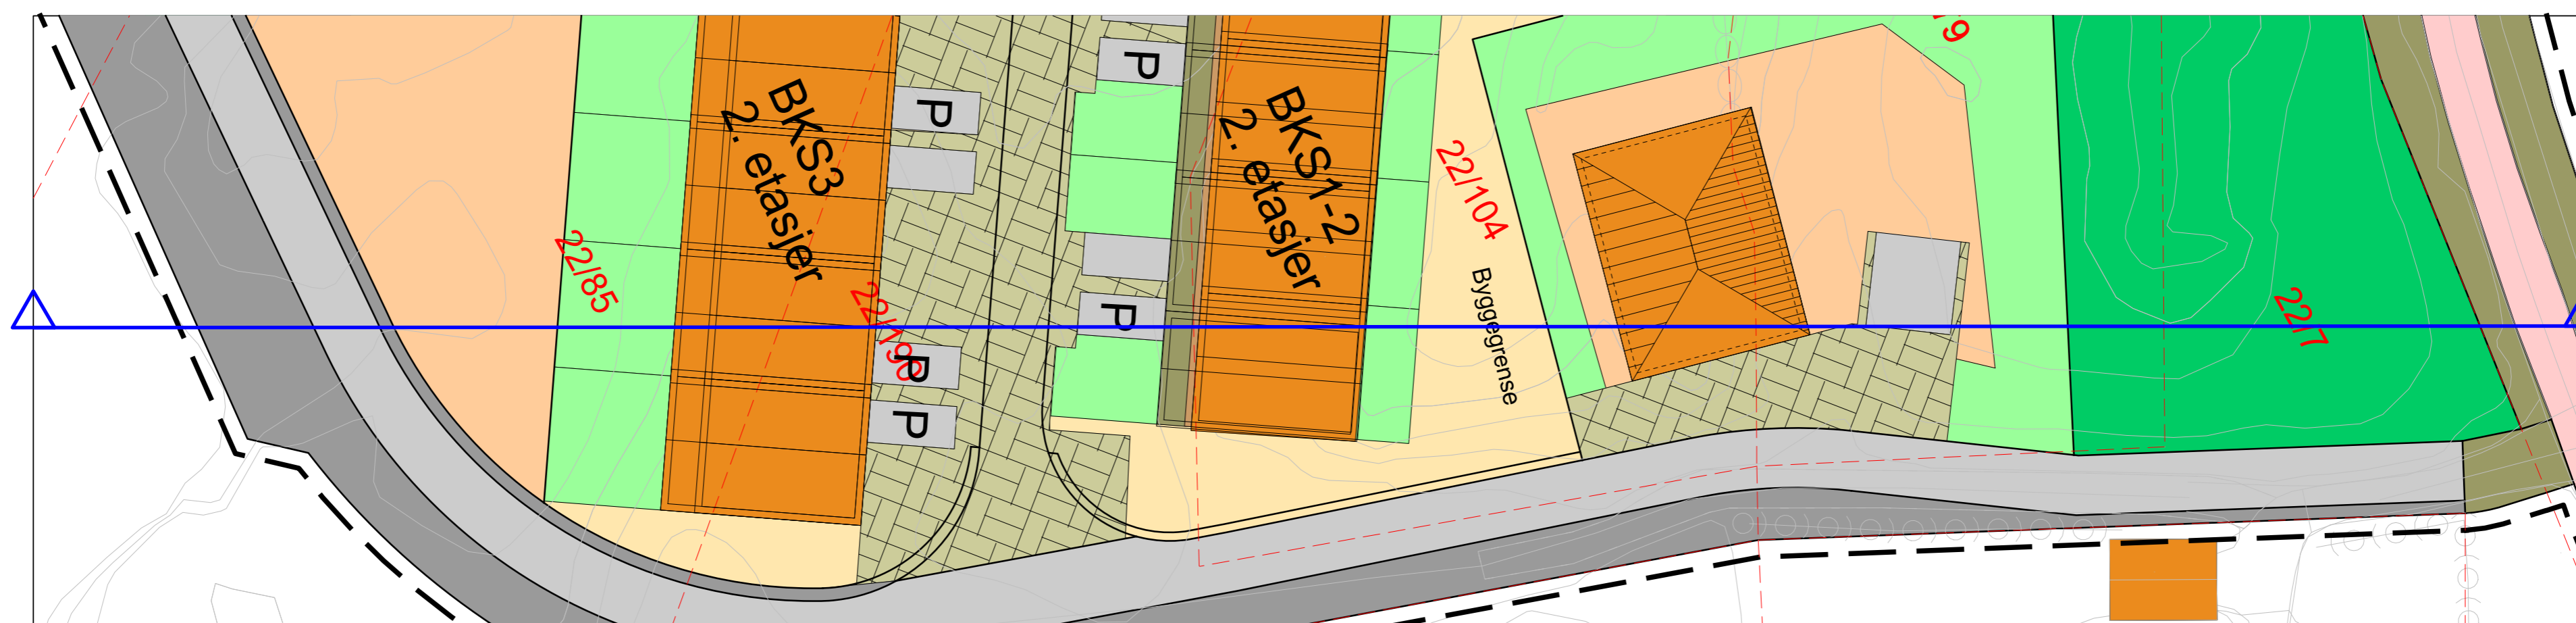 BKS3
2. etasjer
P
P
P
BKS1-2
2. etasjer
P
P
22/85
22/104
Byggegrense
22/7